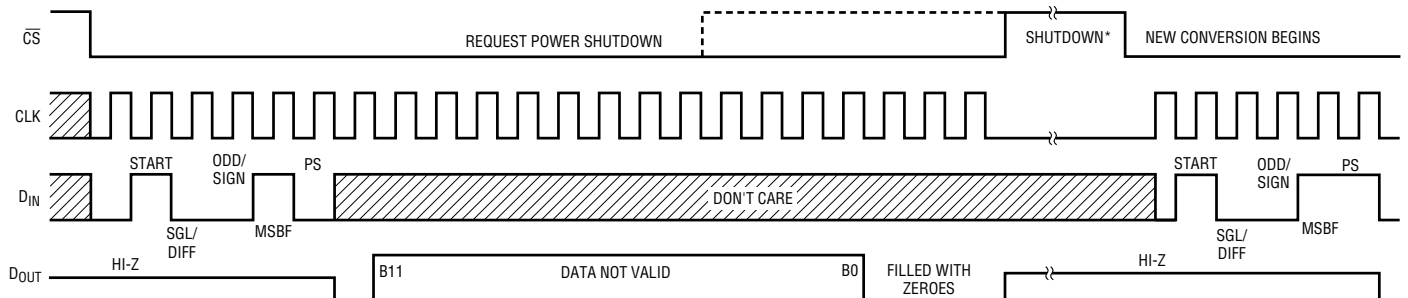 CS REQUEST POWER SHUTDOWN SHUTDOWN* NEW CONVERSION BEGINS
CLK
START ODD/
SIGN PS START ODD/
SIGN PS
DIN DON'T CARE
SGL/
DIFF MSBF SGL/
DIFF MSBF
HI-Z HI-Z
DOUT B11 DATA NOT VALID B0 FILLED WITH
ZEROES